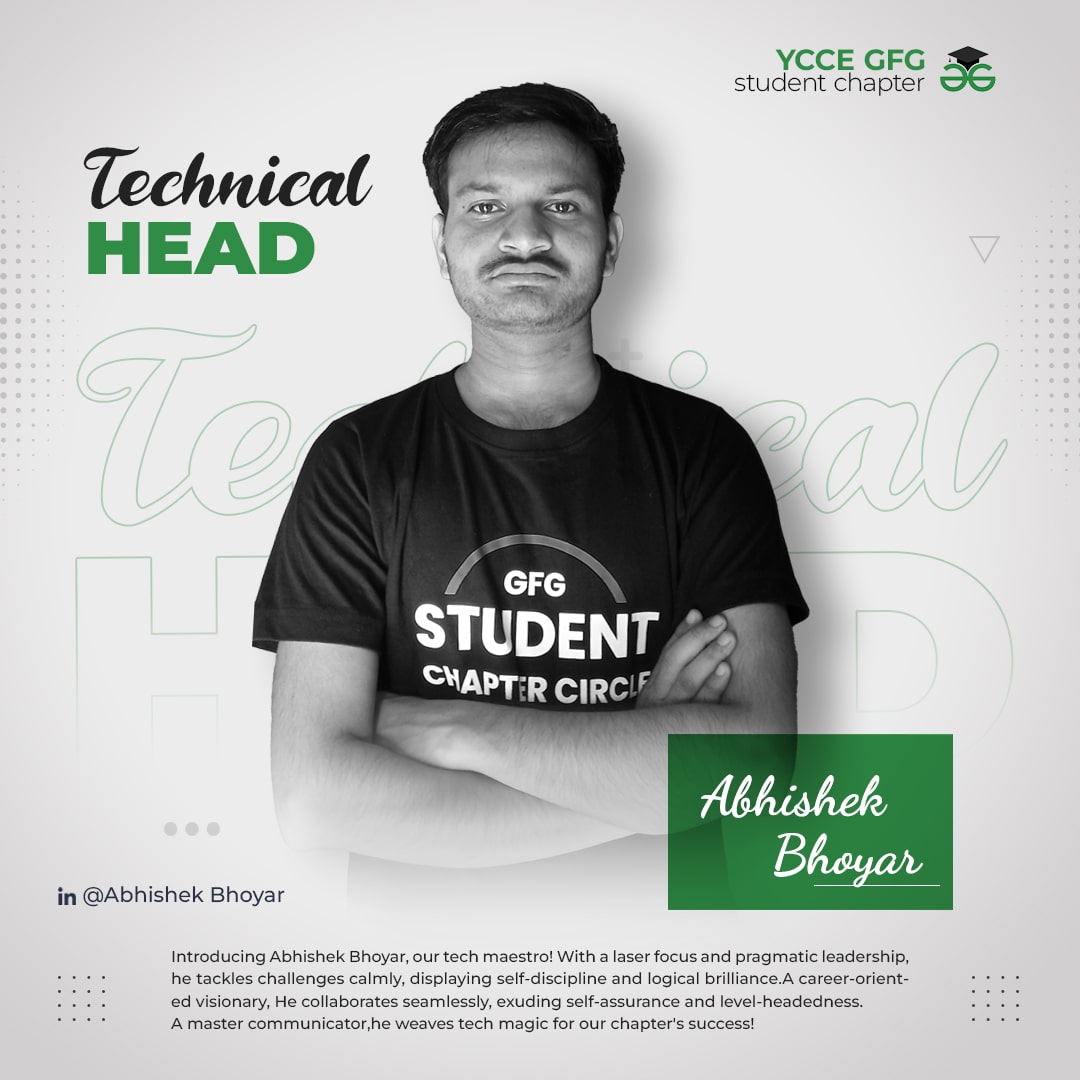 YCCE GFG
student chapter
Technical
HEAD
Technical
HEAD
GFG
STUDENT
CHAPTER CIRCLE
Abhishek
Bhoyar
in @Abhishek Bhoyar
Introducing Abhishek Bhoyar, our tech maestro! With a laser focus and pragmatic leadership,
he tackles challenges calmly, displaying self-discipline and logical brilliance.A career-orient-
ed visionary, He collaborates seamlessly, exuding self-assurance and level-headedness.
A master communicator,he weaves tech magic for our chapter's success!